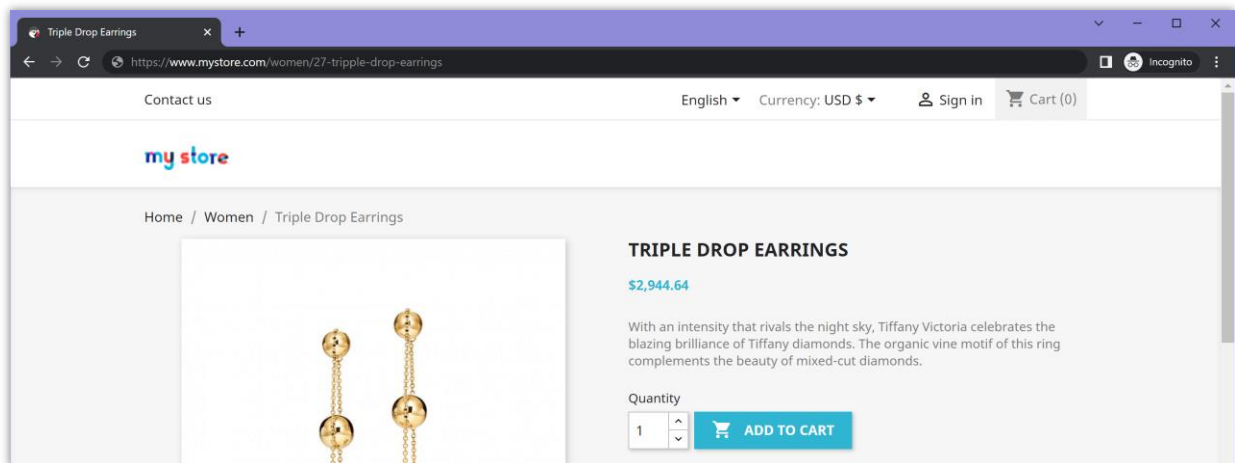 Triple Drop Earrings
https://www.mystore.com/women/27-tripple-drop-earrings
Incognito
Contact us
English
Currency: USD $
Sign in
Cart (0)
my store
Home / Women / Triple Drop Earrings
TRIPLE DROP EARRINGS
$2,944.64
With an intensity that rivals the night sky, Tiffany Victoria celebrates the
blazing brilliance of Tiffany diamonds. The organic vine motif of this ring
complements the beauty of mixed-cut diamonds.
Quantity
1
ADD TO CART